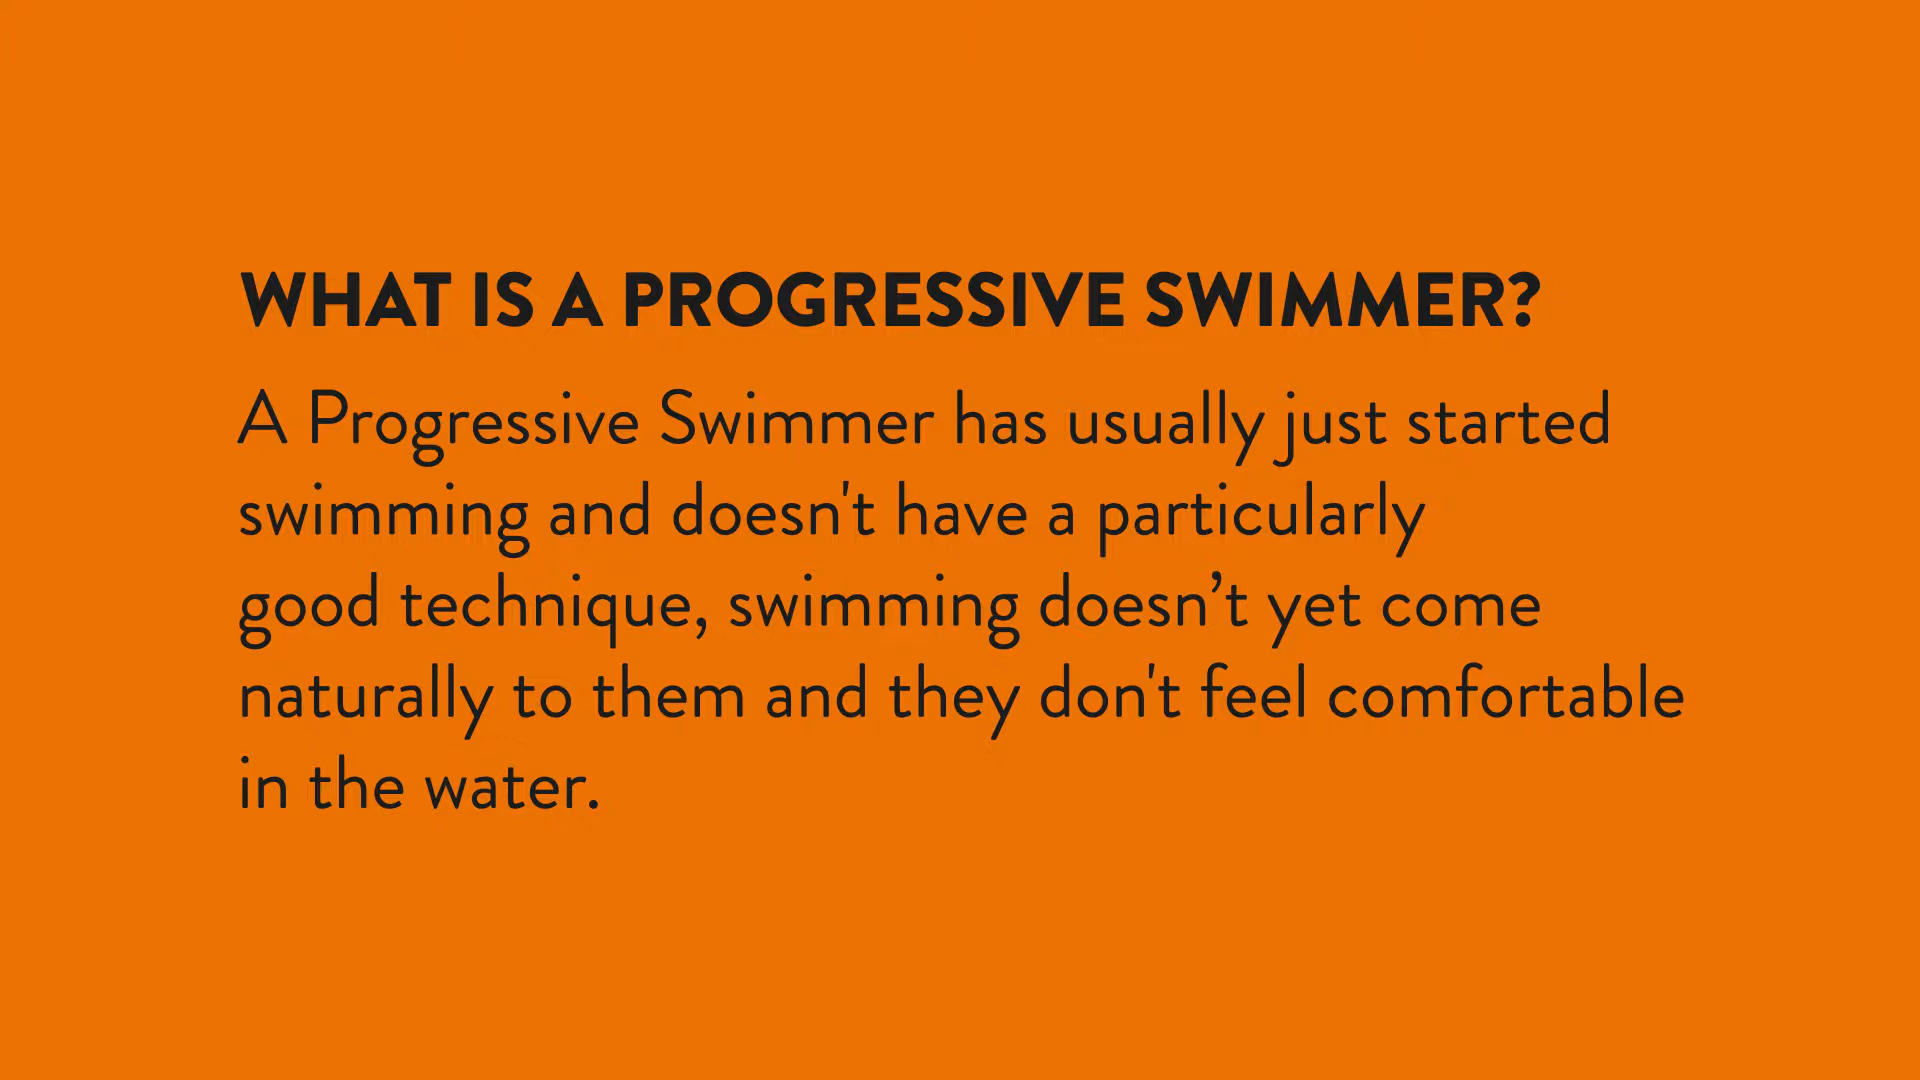 WHAT IS A PROGRESSIVE SWIMMER?
A Progressive Swimmer has usually just started
swimming and doesn't have a particularly
good technique, swimming doesn’t yet come
naturally to them and they don't feel comfortable
in the water.